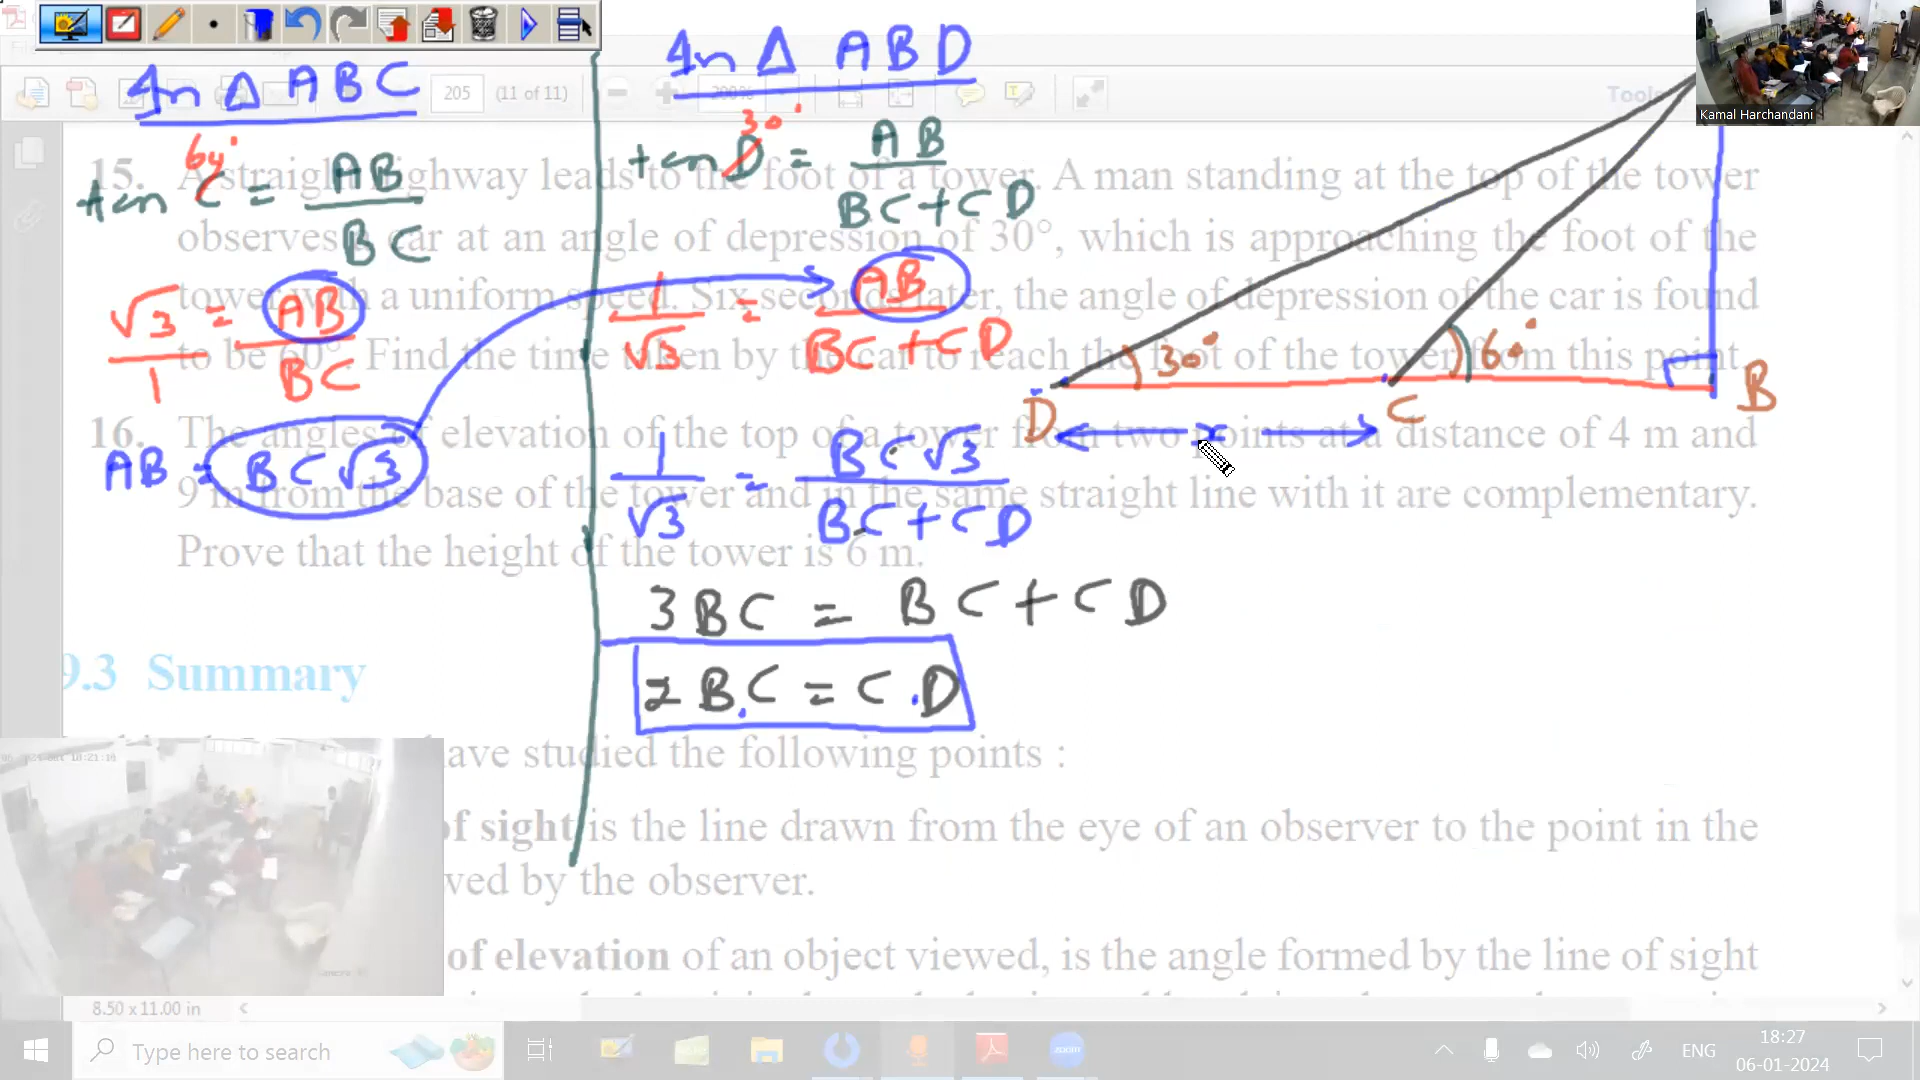 In Δ ABC
In Δ ABD
205 (11 of 11)
200%
Tools
Kamal Harchandani
60°
tan C = AB / BC
30°
tan D = AB / BC+CD
15. A straight highway leads to the foot of a tower. A man standing at the top of the tower
observes a car at an angle of depression of 30°, which is approaching the foot of the
tower with a uniform speed. Six seconds later, the angle of depression of the car is found
to be 60°. Find the time taken by the car to reach the foot of the tower from this point.
√3 / 1 = AB / BC
1 / √3 = AB / BC+CD
30°
60°
D
C
B
x
16. The angles of elevation of the top of a tower from two points at a distance of 4 m and
9 m from the base of the tower and in the same straight line with it are complementary.
Prove that the height of the tower is 6 m.
AB = BC√3
1 / √3 = BC√3 / BC+CD
3BC = BC+CD
2BC = CD
9.3 Summary
have studied the following points :
of sight is the line drawn from the eye of an observer to the point in the
wed by the observer.
of elevation of an object viewed, is the angle formed by the line of sight
8.50 x 11.00 in
Type here to search
zoom
ENG
18:27
06-01-2024